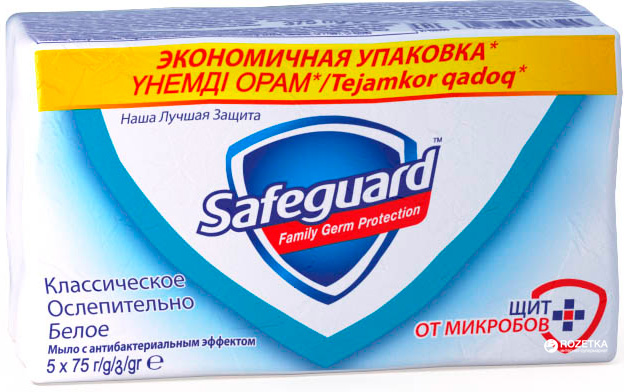 ЭКОНОМИЧНАЯ УПАКОВКА*
ҮНЕМДІ ОРАМ*/Tejamkor qadoq*
Наша Лучшая Защита
Safeguard™
Family Germ Protection
Классическое
Ослепительно
Белое
Мыло с антибактериальным эффектом
5 x 75 г/g/გ/gr ℮
ЩИТ
ОТ МИКРОБОВ
ROZETKA